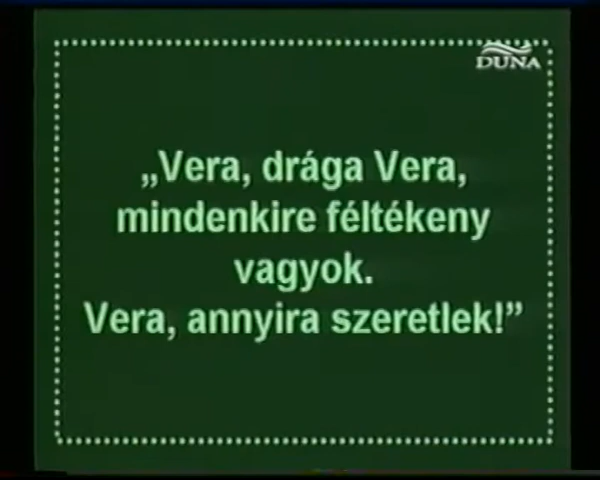 DUNA
„Vera, drága Vera,
mindenkire féltékeny
vagyok.
Vera, annyira szeretlek!”